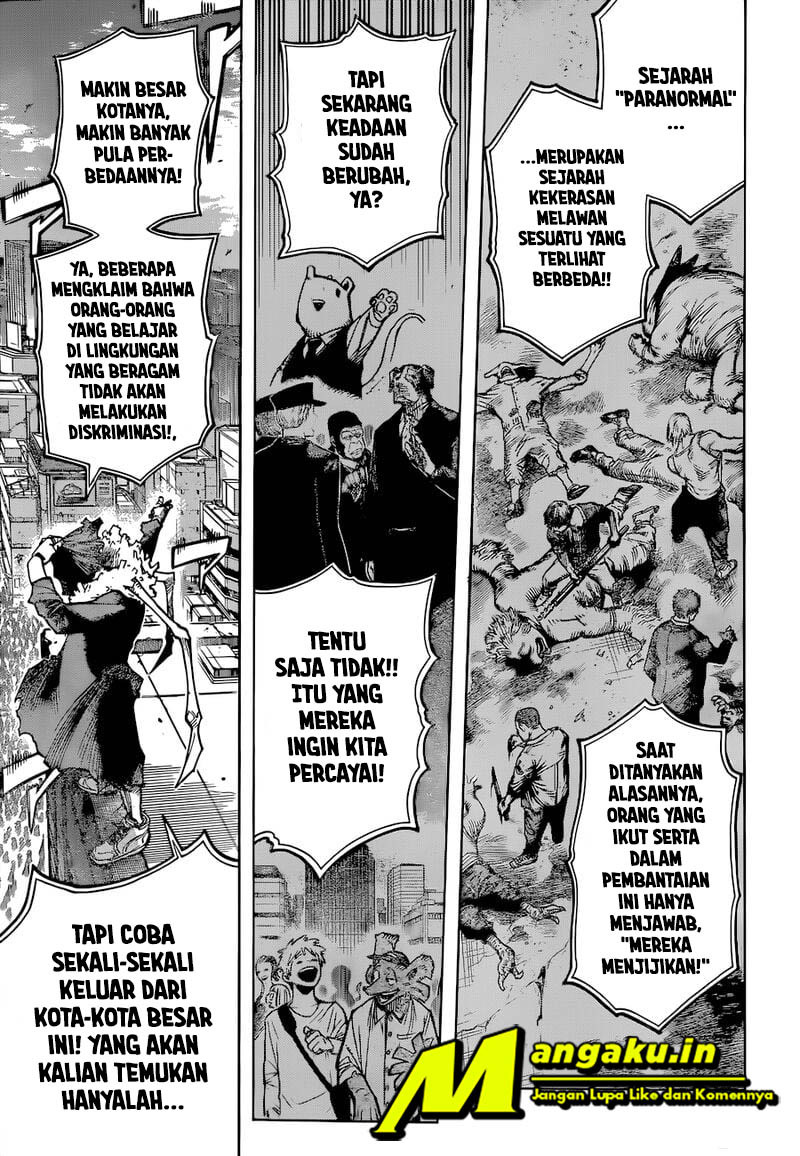 SEJARAH
"PARANORMAL"
...
...MERUPAKAN
SEJARAH
KEKERASAN
MELAWAN
SESUATU YANG
TERLIHAT
BERBEDA!!
SAAT
DITANYAKAN
ALASANNYA,
ORANG YANG
IKUT SERTA
DALAM
PEMBANTAIAN
INI HANYA
MENJAWAB,
"MEREKA
MENJIJIKAN!"
TAPI
SEKARANG
KEADAAN
SUDAH
BERUBAH,
YA?
TENTU
SAJA TIDAK!!
ITU YANG
MEREKA
INGIN KITA
PERCAYAI!
MAKIN BESAR
KOTANYA,
MAKIN BANYAK
PULA PER-
BEDAANNYA!
YA, BEBERAPA
MENGKLAIM BAHWA
ORANG-ORANG
YANG BELAJAR
DI LINGKUNGAN
YANG BERAGAM
TIDAK AKAN
MELAKUKAN
DISKRIMINASI!,
TAPI COBA
SEKALI-SEKALI
KELUAR DARI
KOTA-KOTA BESAR
INI! YANG AKAN
KALIAN TEMUKAN
HANYALAH...
Mangaku.in
Jangan Lupa Like dan Komennya